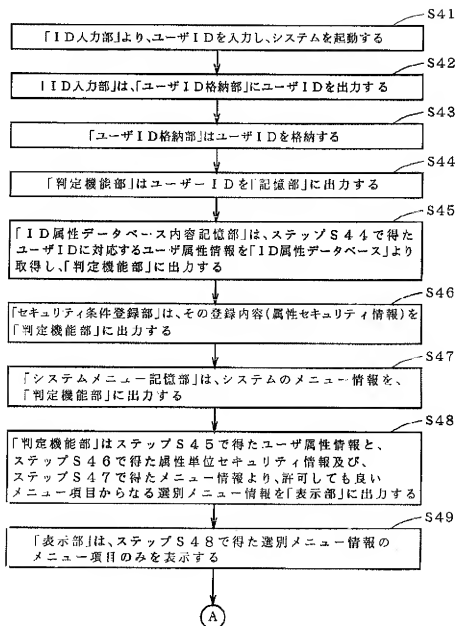 S41
「ID入力部」より、ユーザIDを入力し、システムを起動する
S42
「ID入力部」は、「ユーザID格納部」にユーザIDを出力する
S43
「ユーザID格納部」はユーザIDを格納する
S44
「判定機能部」はユーザーIDを「記憶部」に出力する
S45
「ID属性データベース内容記憶部」は、ステップS44で得た
ユーザIDに対応するユーザ属性情報を「ID属性データベース」より
取得し、「判定機能部」に出力する
S46
「セキュリティ条件登録部」は、その登録内容(属性セキュリティ情報)を
「判定機能部」に出力する
S47
「システムメニュー記憶部」は、システムのメニュー情報を、
「判定機能部」に出力する
S48
「判定機能部」はステップS45で得たユーザ属性情報と、
ステップS46で得た属性単位セキュリティ情報及び、
ステップS47で得たメニュー情報より、許可しても良い
メニュー項目からなる選別メニュー情報を「表示部」に出力する
S49
「表示部」は、ステップS48で得た選別メニュー情報の
メニュー項目のみを表示する
A